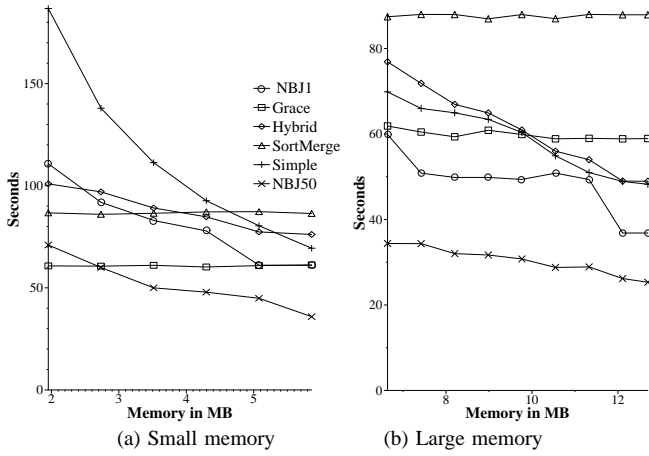 150
100
50
0
Seconds
2
3
4
5
Memory in MB
NBJ1
Grace
Hybrid
SortMerge
Simple
NBJ50
(a) Small memory
80
60
40
20
0
Seconds
8
10
12
Memory in MB
(b) Large memory